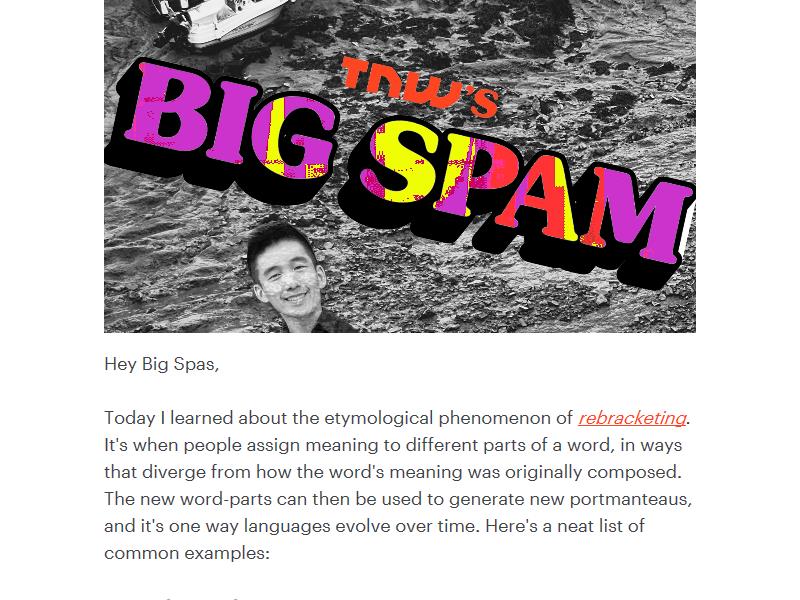 TNW's
BIG SPAM
Hey Big Spas,
Today I learned about the etymological phenomenon of rebracketing.
It's when people assign meaning to different parts of a word, in ways
that diverge from how the word's meaning was originally composed.
The new word-parts can then be used to generate new portmanteaus,
and it's one way languages evolve over time. Here's a neat list of
common examples: